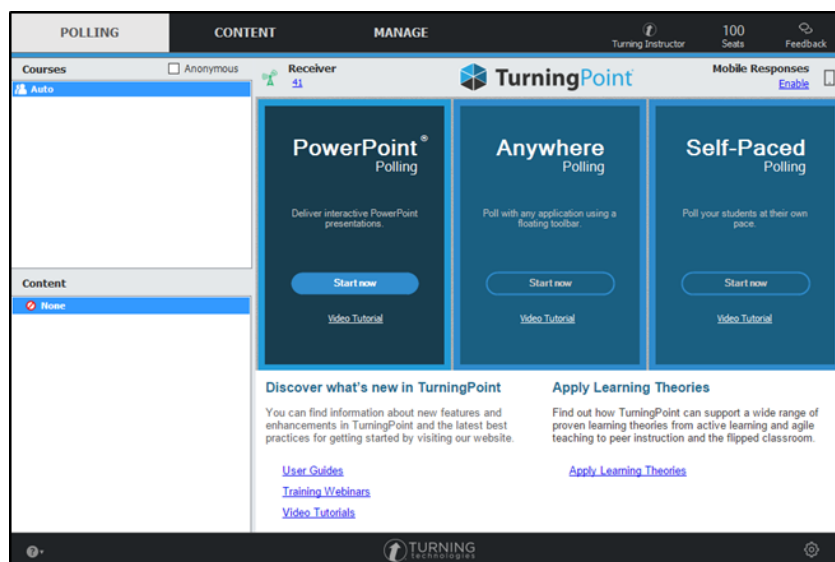 POLLING CONTENT MANAGE
Turning Instructor
100
Seats
Feedback
Courses
Anonymous
Auto
Receiver
41
TurningPoint
Mobile Responses
Enable
PowerPoint®
Polling
Deliver interactive PowerPoint
presentations.
Start now
Video Tutorial
Anywhere
Polling
Poll with any application using a
floating toolbar.
Start now
Video Tutorial
Self-Paced
Polling
Poll your students at their own
pace.
Start now
Video Tutorial
Content
None
Discover what's new in TurningPoint
You can find information about new features and
enhancements in TurningPoint and the latest best
practices for getting started by visiting our website.
User Guides
Training Webinars
Video Tutorials
Apply Learning Theories
Find out how TurningPoint can support a wide range of
proven learning theories from active learning and agile
teaching to peer instruction and the flipped classroom.
Apply Learning Theories
TURNING
technologies